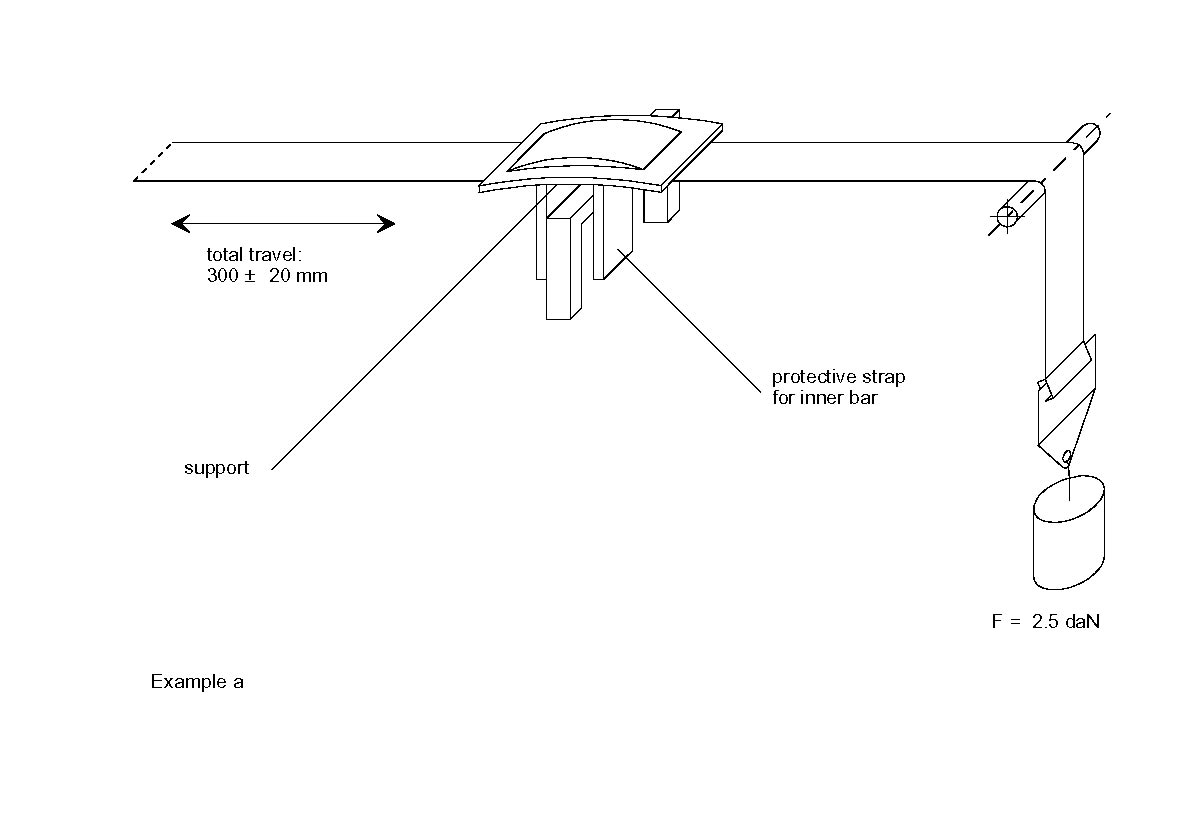 total travel:
300 ± 20 mm
protective strap
for inner bar
support
F = 2.5 daN
Example a